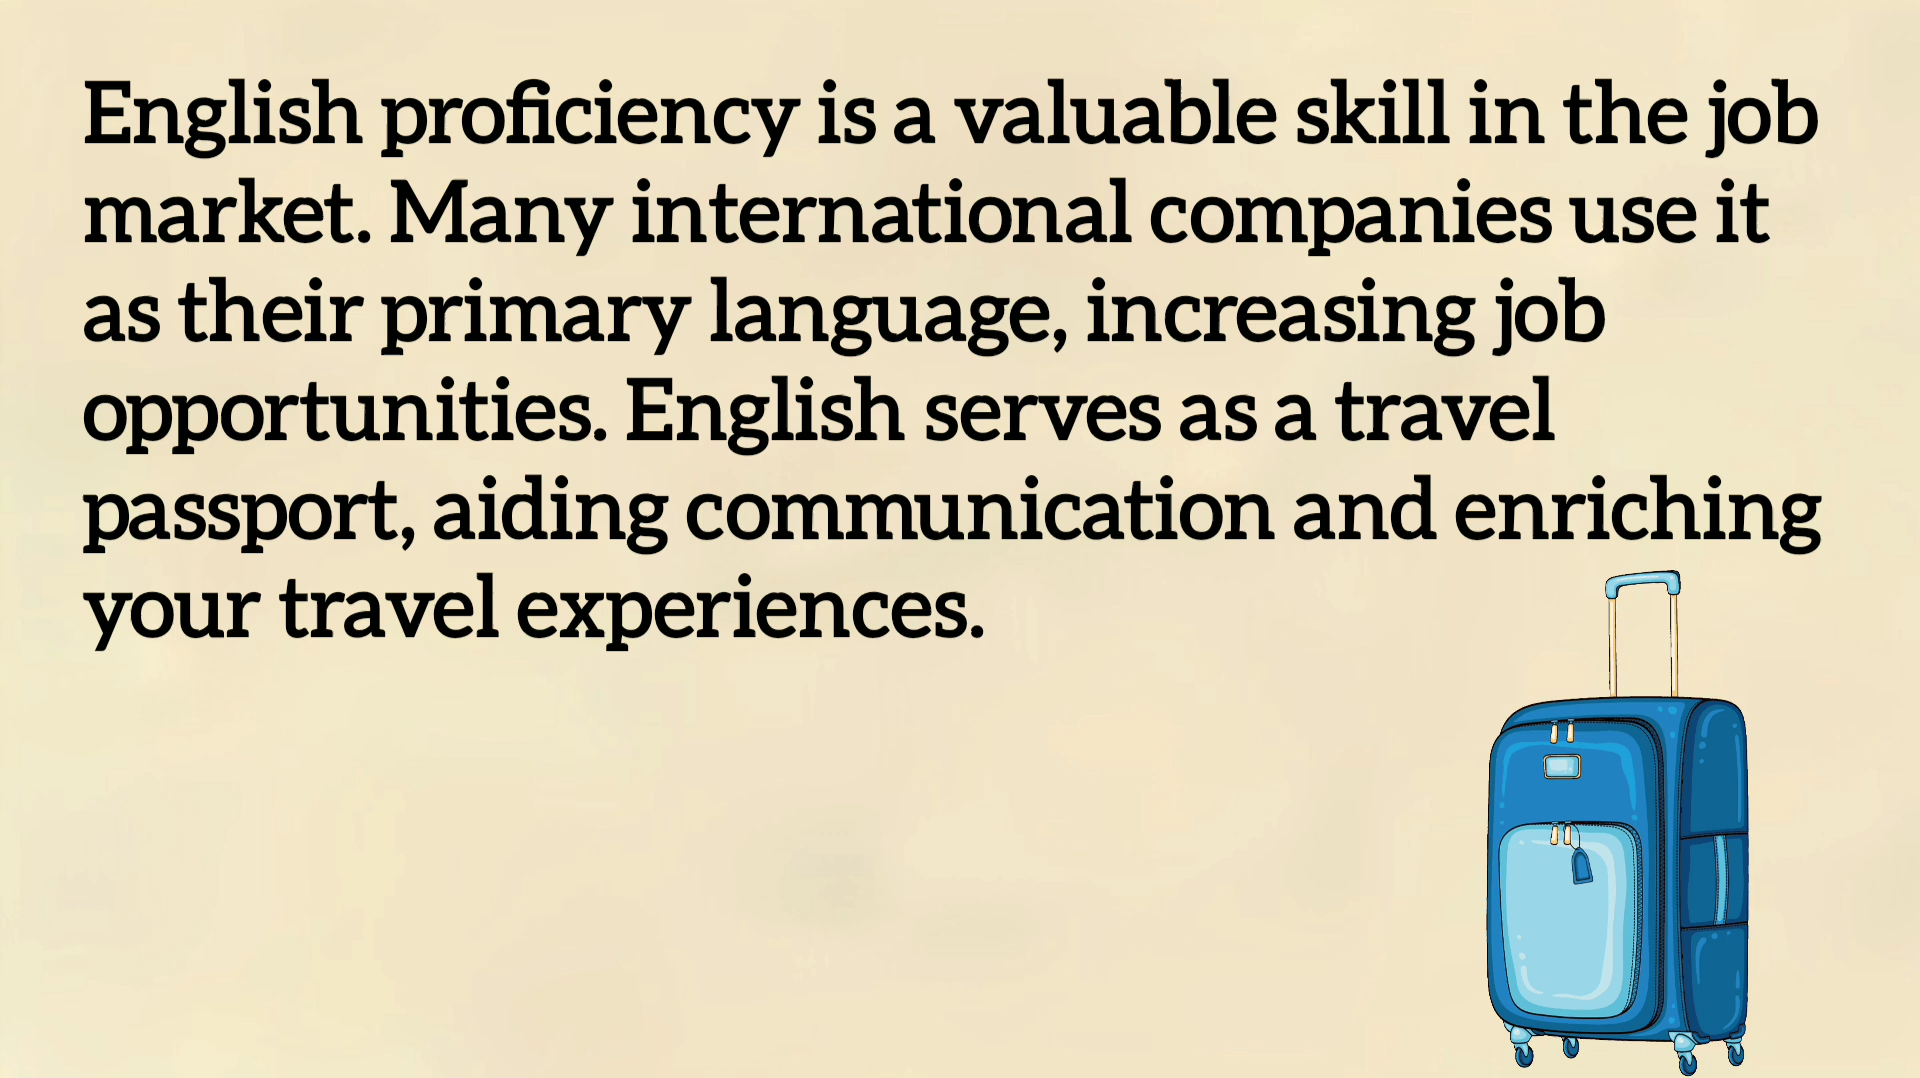 English proficiency is a valuable skill in the job
market. Many international companies use it
as their primary language, increasing job
opportunities. English serves as a travel
passport, aiding communication and enriching
your travel experiences.